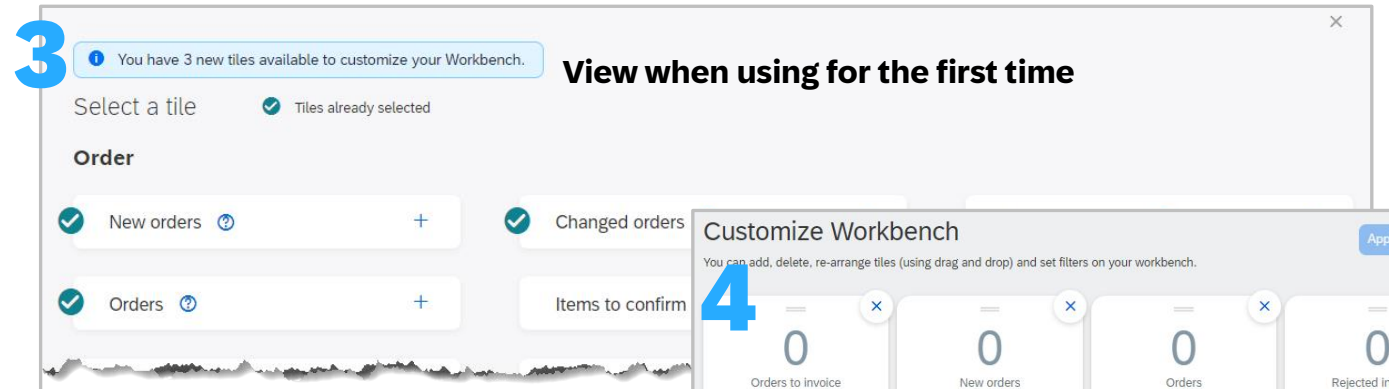 3
You have 3 new tiles available to customize your Workbench.
View when using for the first time
Select a tile
Tiles already selected
Order
New orders
Changed orders
Orders
Items to confirm
4
Customize Workbench
App
You can add, delete, re-arrange tiles (using drag and drop) and set filters on your workbench.
0 0 0 0
Orders to invoice New orders Orders Rejected in